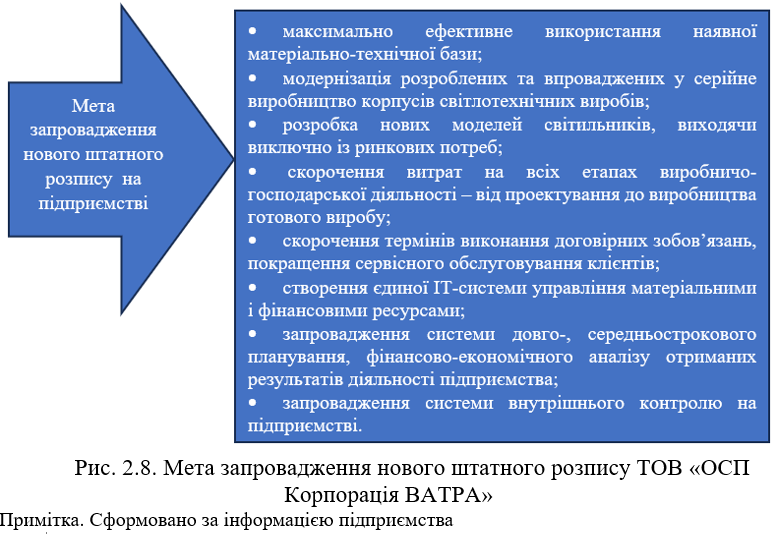 Мета
запровадження
нового штатного
розпису на
підприємстві
• максимально ефективне використання наявної
матеріально-технічної бази;
• модернізація розроблених та впроваджених у серійне
виробництво корпусів світлотехнічних виробів;
• розробка нових моделей світильників, виходячи
виключно із ринкових потреб;
• скорочення витрат на всіх етапах виробничо-
господарської діяльності – від проектування до виробництва
готового виробу;
• скорочення термінів виконання договірних зобов’язань,
покращення сервісного обслуговування клієнтів;
• створення єдиної ІТ-системи управління матеріальними
і фінансовими ресурсами;
• запровадження системи довго-, середньострокового
планування, фінансово-економічного аналізу отриманих
результатів діяльності підприємства;
• запровадження системи внутрішнього контролю на
підприємстві.
Рис. 2.8. Мета запровадження нового штатного розпису ТОВ «ОСП
Корпорація ВАТРА»
Примітка. Сформовано за інформацією підприємства